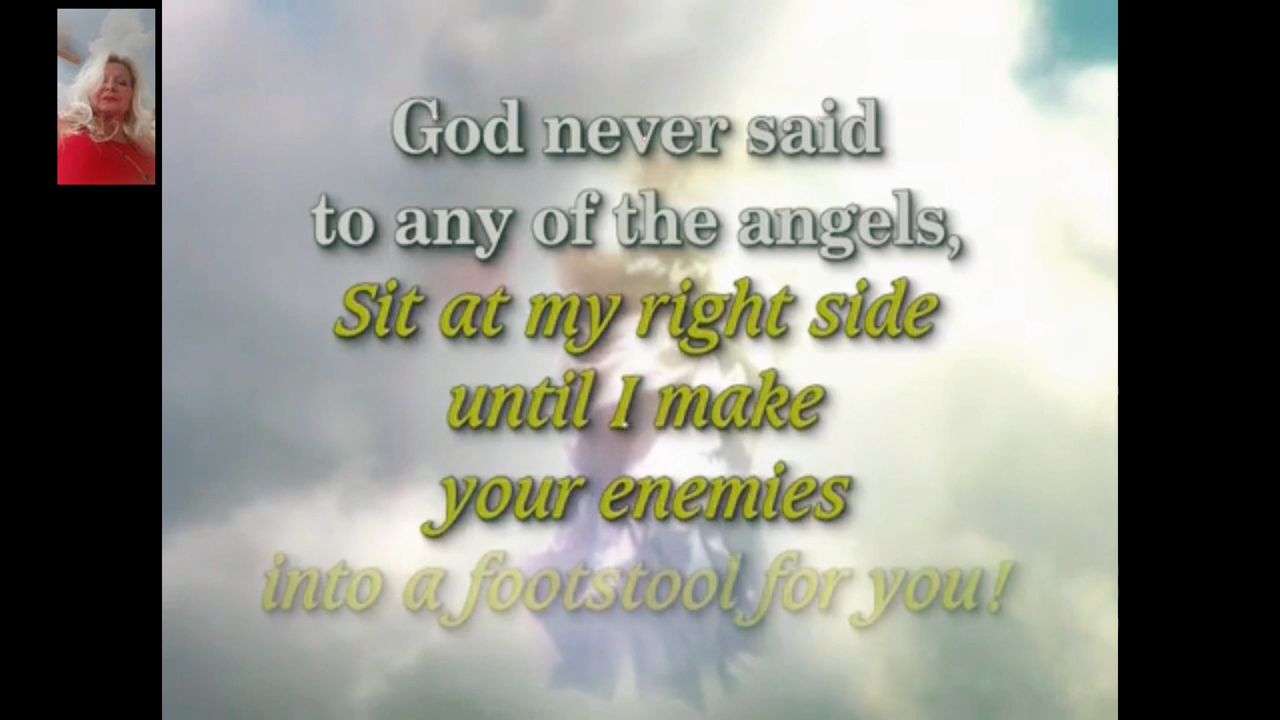 God never said
to any of the angels,
Sit at my right side
until I make
your enemies
into a footstool for you!